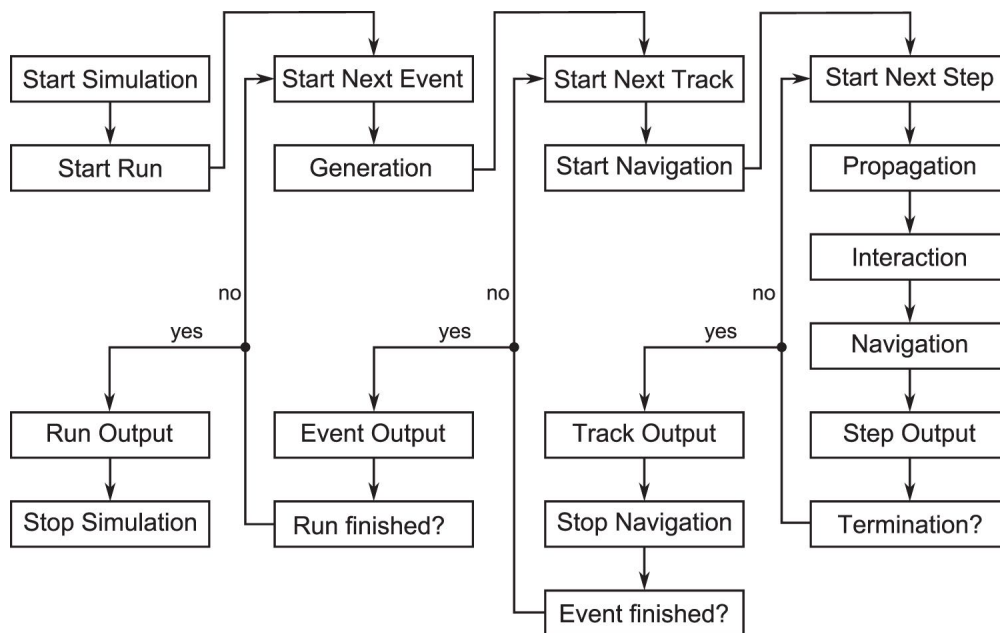 Start Simulation
Start Run
Start Next Event
Generation
Start Next Track
Start Navigation
Start Next Step
Propagation
Interaction
Navigation
Step Output
Termination?
no
yes
Track Output
Stop Navigation
Event finished?
no
yes
Event Output
Run finished?
no
yes
Run Output
Stop Simulation